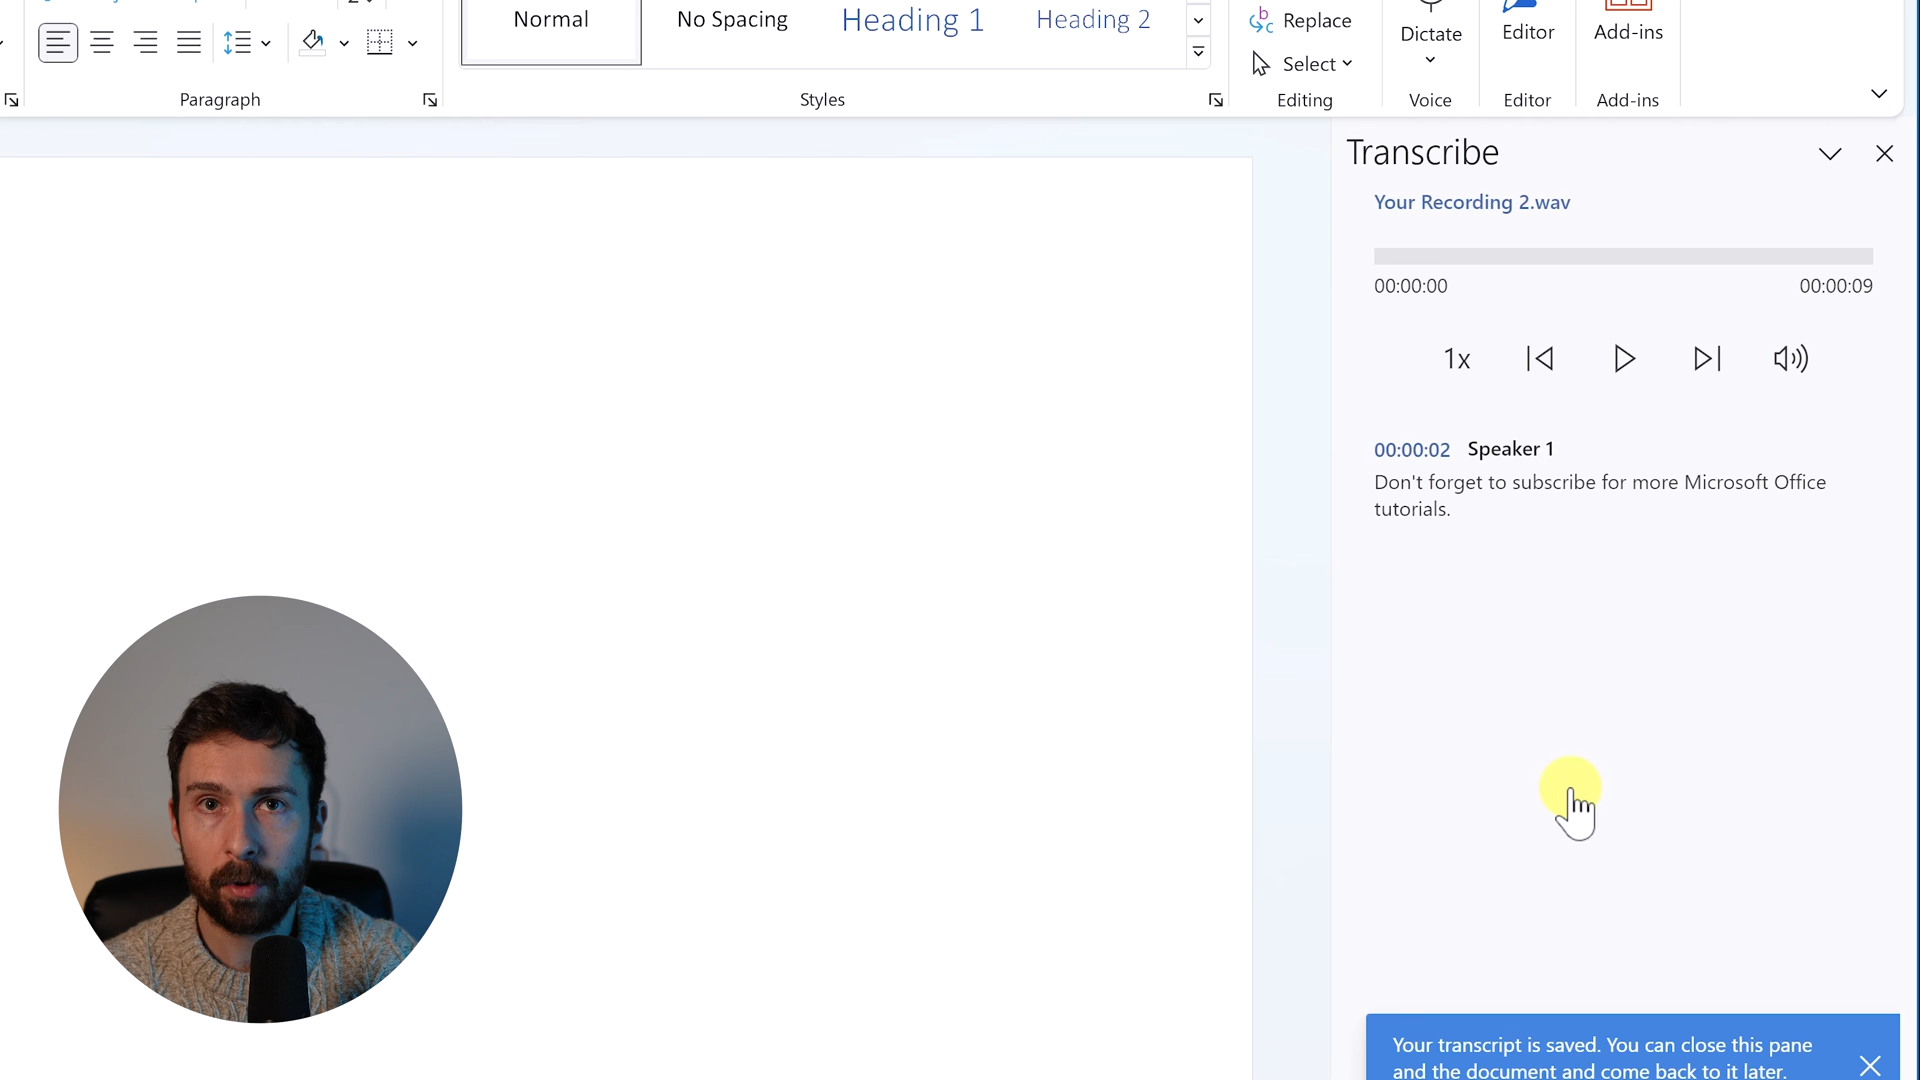 Normal
No Spacing
Heading 1
Heading 2
Replace
Select
Dictate
Editor
Add-ins
Paragraph
Styles
Editing
Voice
Editor
Add-ins
Transcribe
Your Recording 2.wav
00:00:00
00:00:09
1x
00:00:02 Speaker 1
Don't forget to subscribe for more Microsoft Office
tutorials.
Your transcript is saved. You can close this pane
and the document and come back to it later.